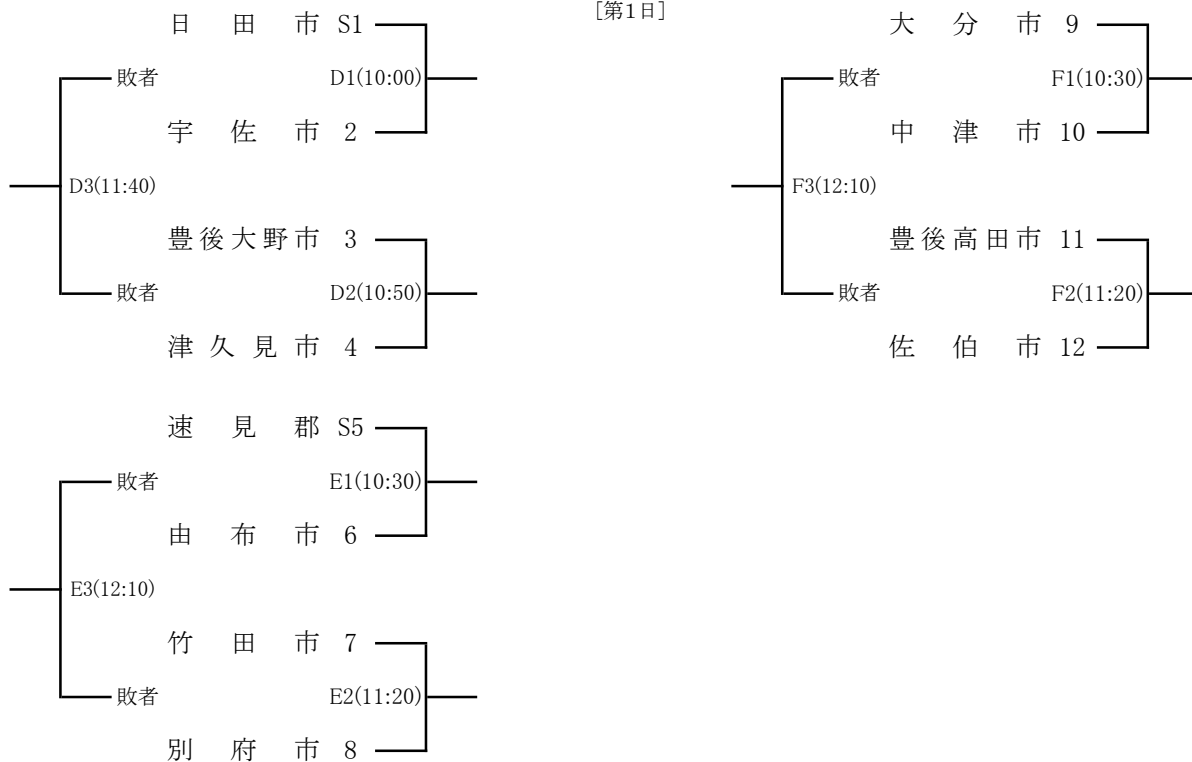 [第1日]
日田市 S1
敗者 D1(10:00)
宇佐市 2
D3(11:40)
豊後大野市 3
敗者 D2(10:50)
津久見市 4
速見郡 S5
敗者 E1(10:30)
由布市 6
E3(12:10)
竹田市 7
敗者 E2(11:20)
別府市 8
大分市 9
敗者 F1(10:30)
中津市 10
F3(12:10)
豊後高田市 11
敗者 F2(11:20)
佐伯市 12